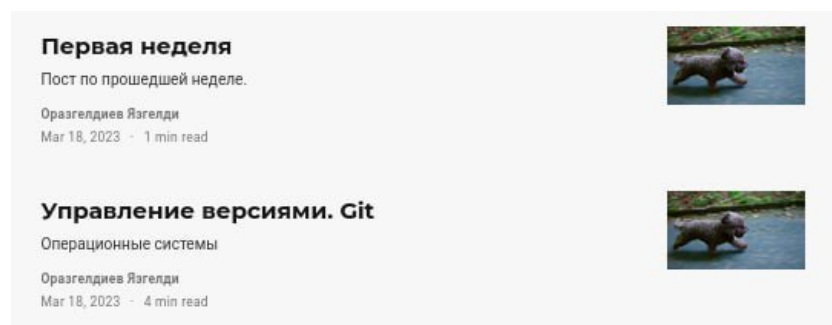 Первая неделя
Пост по прошедшей неделе.
Оразгелдиев Язгелди
Mar 18, 2023 · 1 min read
Управление версиями. Git
Операционные системы
Оразгелдиев Язгелди
Mar 18, 2023 · 4 min read